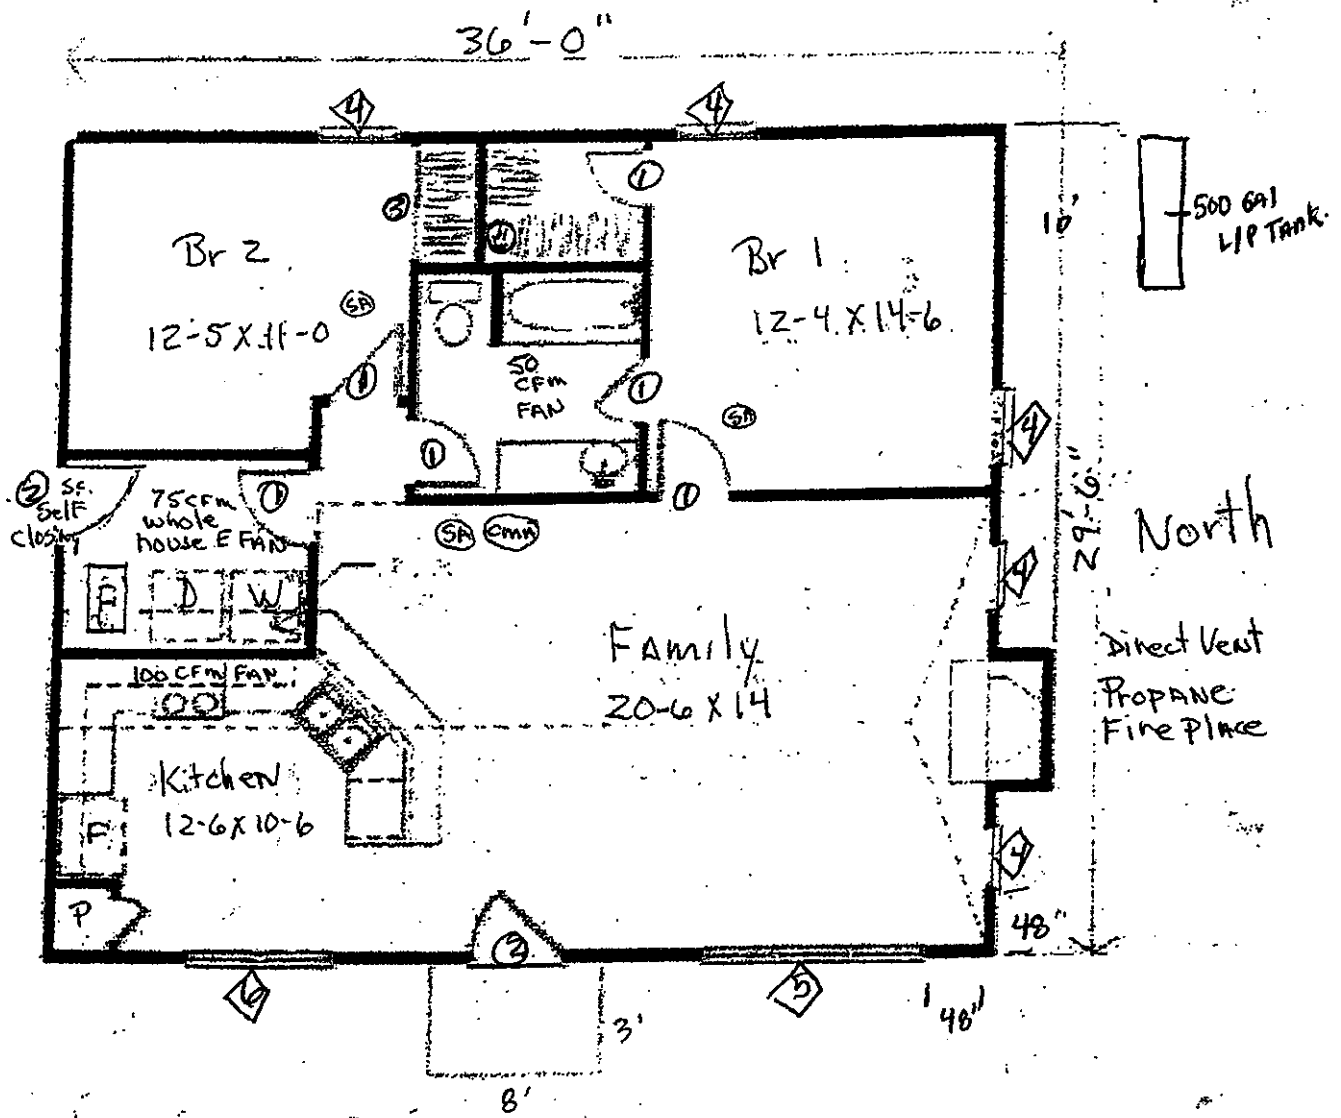 36'-0"
4
4
1
3
4
10'
500 GAl
L/P TANK
Br 2
Br 1
SA
12-5 X 11-0
12-4 X 14-6
1
50
CFM
FAN
1
SA
4
1
1
29'-6"
2
SC.
Self
Closing
75 CFM
whole
house E FAN
1
SA
CMA
North
F
D
W
4
Family
20-6 X 14
Direct Vent
Propane
Fire Place
100 CFM FAN
Kitchen
12-6 X 10-6
F
P
4
48"
2
6
5
48"
3'
8'